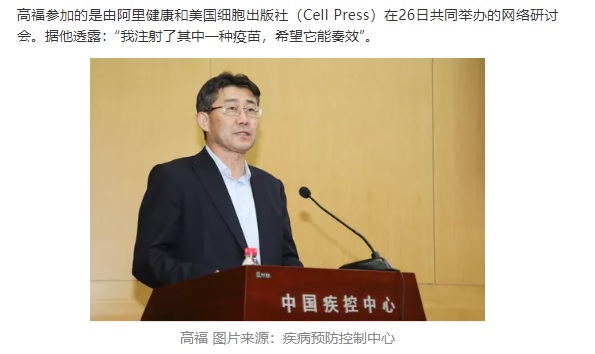 高福参加的是由阿里健康和美国细胞出版社（Cell Press）在26日共同举办的网络研讨
会。据他透露：“我注射了其中一种疫苗，希望它能奏效”。
中国疾控中心
高福 图片来源：疾病预防控制中心